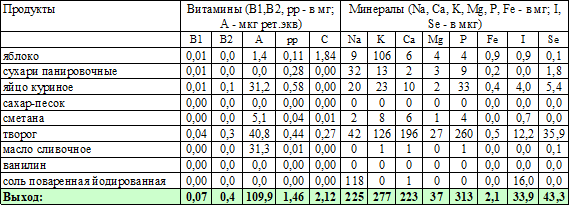 Продукты Витамины (B1,B2, pp - в мг; Минералы (Na, Ca, K, Mg, P, Fe - в мг; I,
A - мкг рет.экв) Se - в мкг)
B1 B2 A pp C Na K Ca Mg P Fe I Se
яблоко 0,01 0,0 1,4 0,11 1,84 9 106 6 4 4 0,9 0,9 0,1
сухари панировочные 0,01 0,0 0,0 0,28 0,00 32 13 2 3 9 0,2 0,0 1,8
яйцо куриное 0,01 0,1 31,2 0,58 0,00 20 23 10 2 33 0,4 4,0 5,4
сахар-песок 0,00 0,0 0,0 0,00 0,00 0 0 0 0 0 0,0 0,0 0,0
сметана 0,00 0,0 5,1 0,04 0,01 2 8 6 1 4 0,0 0,7 0,0
творог 0,04 0,3 40,8 0,44 0,27 42 126 196 27 260 0,5 12,2 35,9
масло сливочное 0,00 0,0 31,3 0,01 0,00 0 1 1 0 1 0,0 0,0 0,1
ванилин 0,00 0,0 0,0 0,00 0,00 0 0 0 0 0 0,0 0,0 0,0
соль поваренная йодированная 0,00 0,0 0,0 0,00 0,00 118 0 1 0 0 0,0 16,0 0,0
Выход: 0,07 0,4 109,9 1,46 2,12 225 277 223 37 313 2,1 33,9 43,3